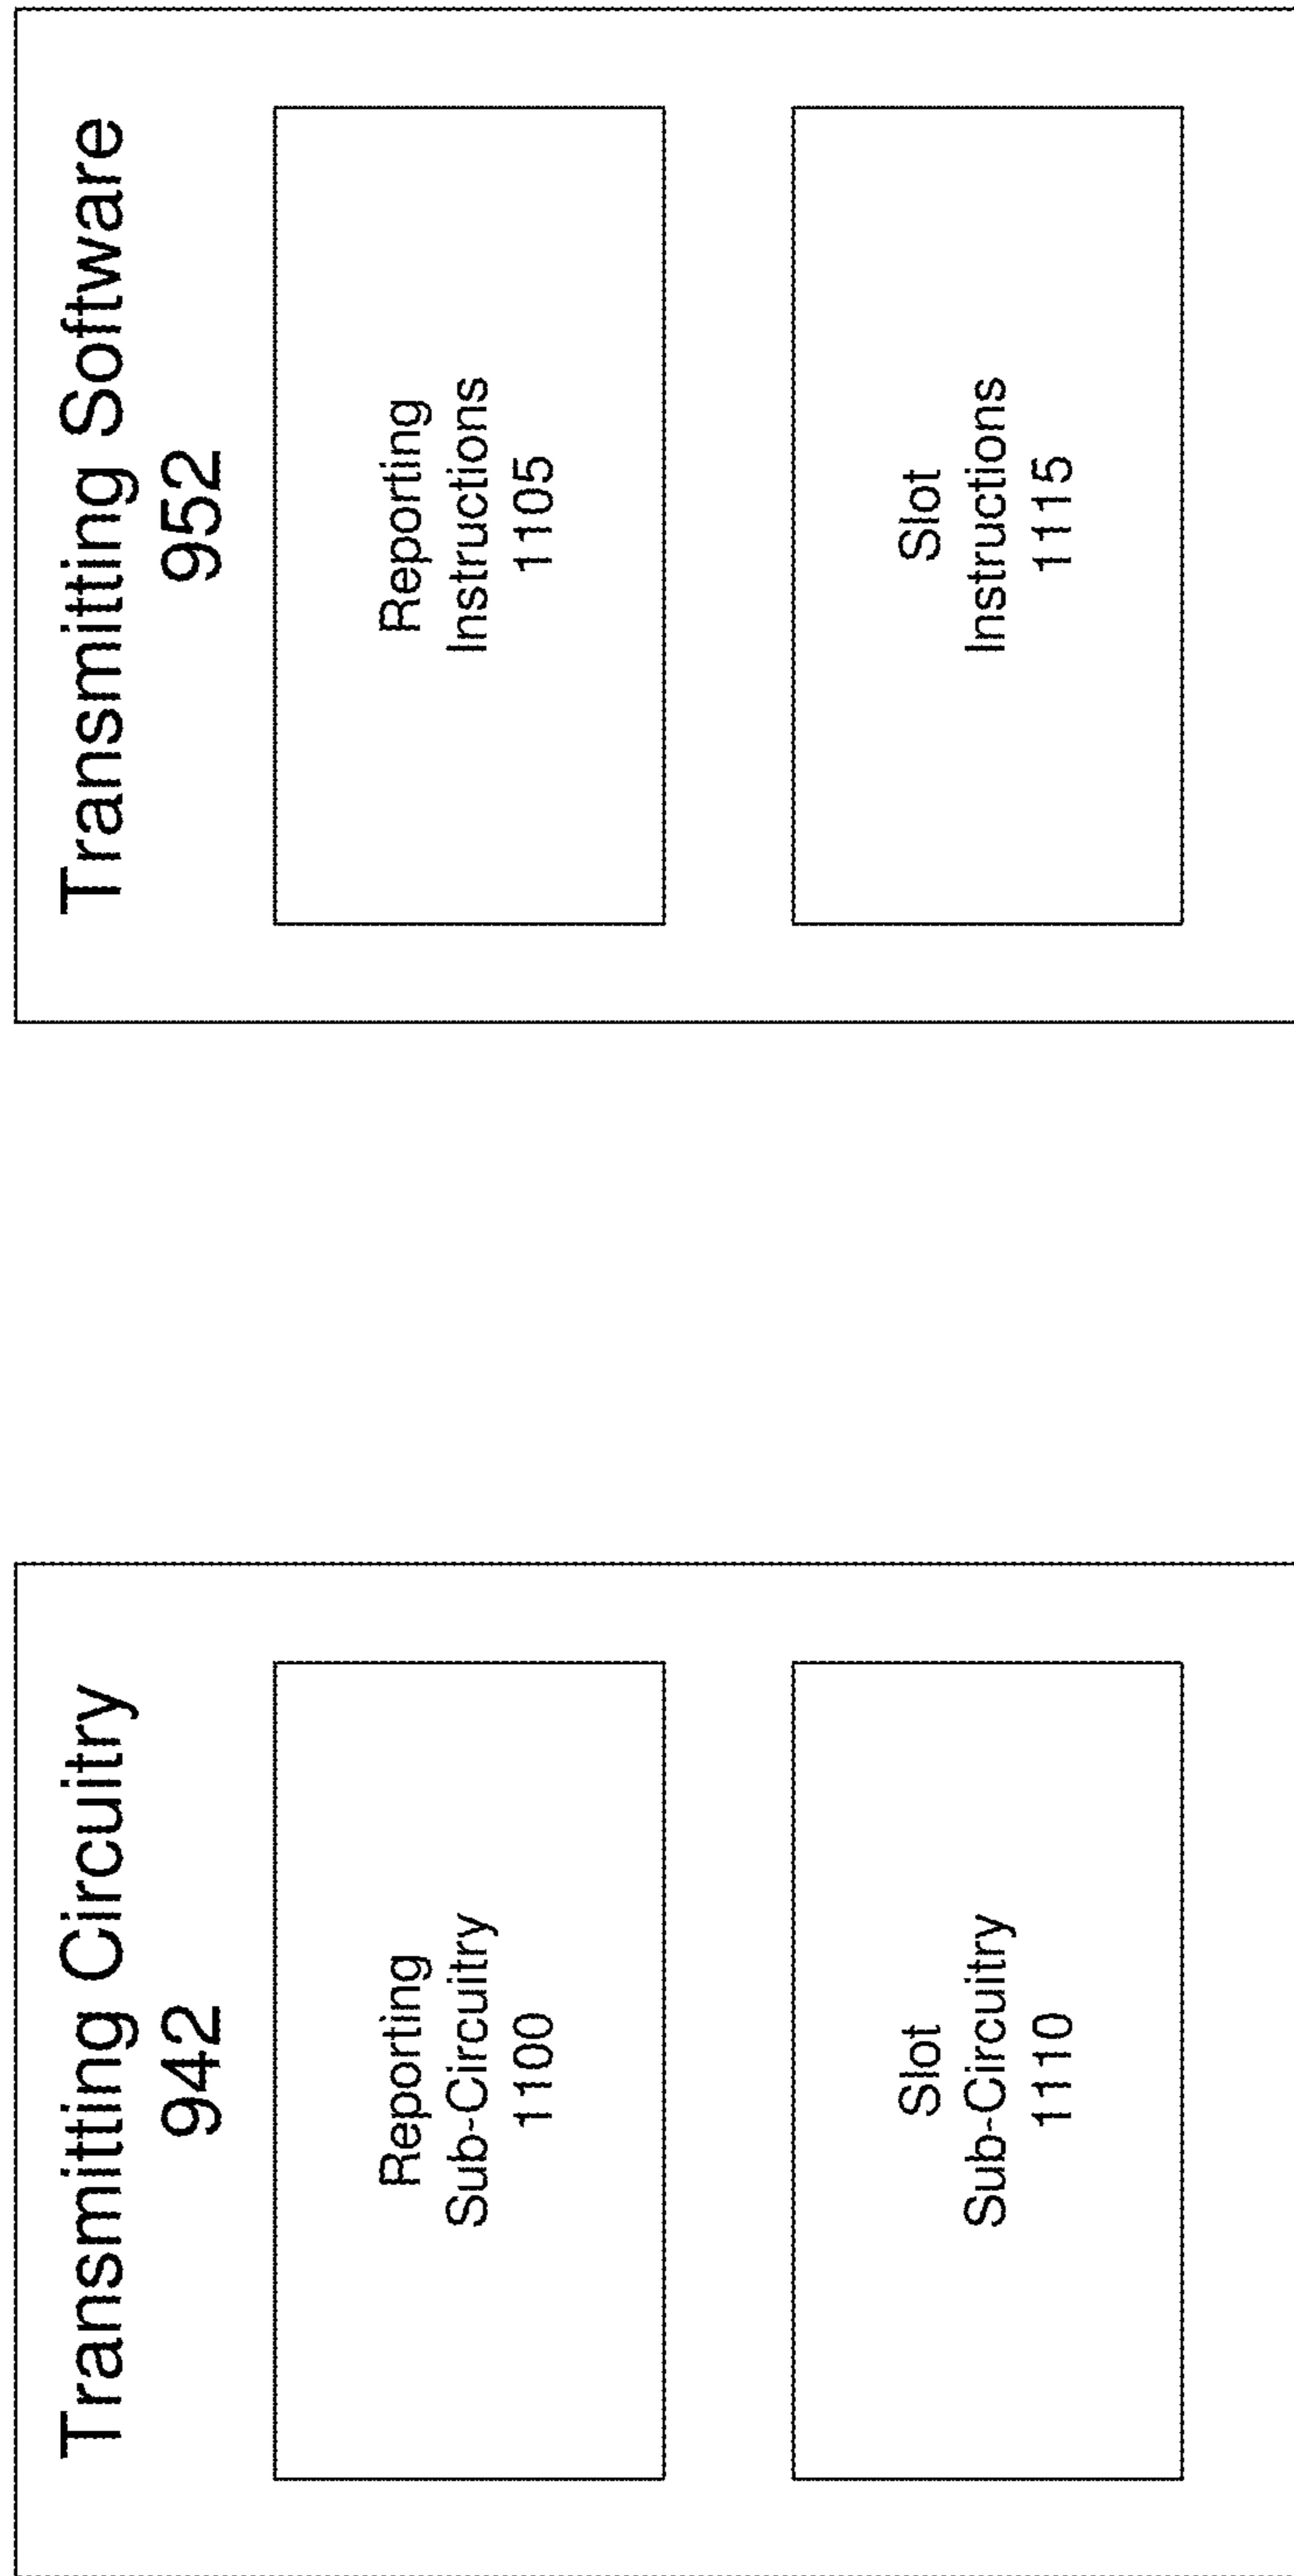 Transmitting Circuitry
942
Reporting
Sub-Circuitry
1100
Slot
Sub-Circuitry
1110
Transmitting Software
952
Reporting
Instructions
1105
Slot
Instructions
1115